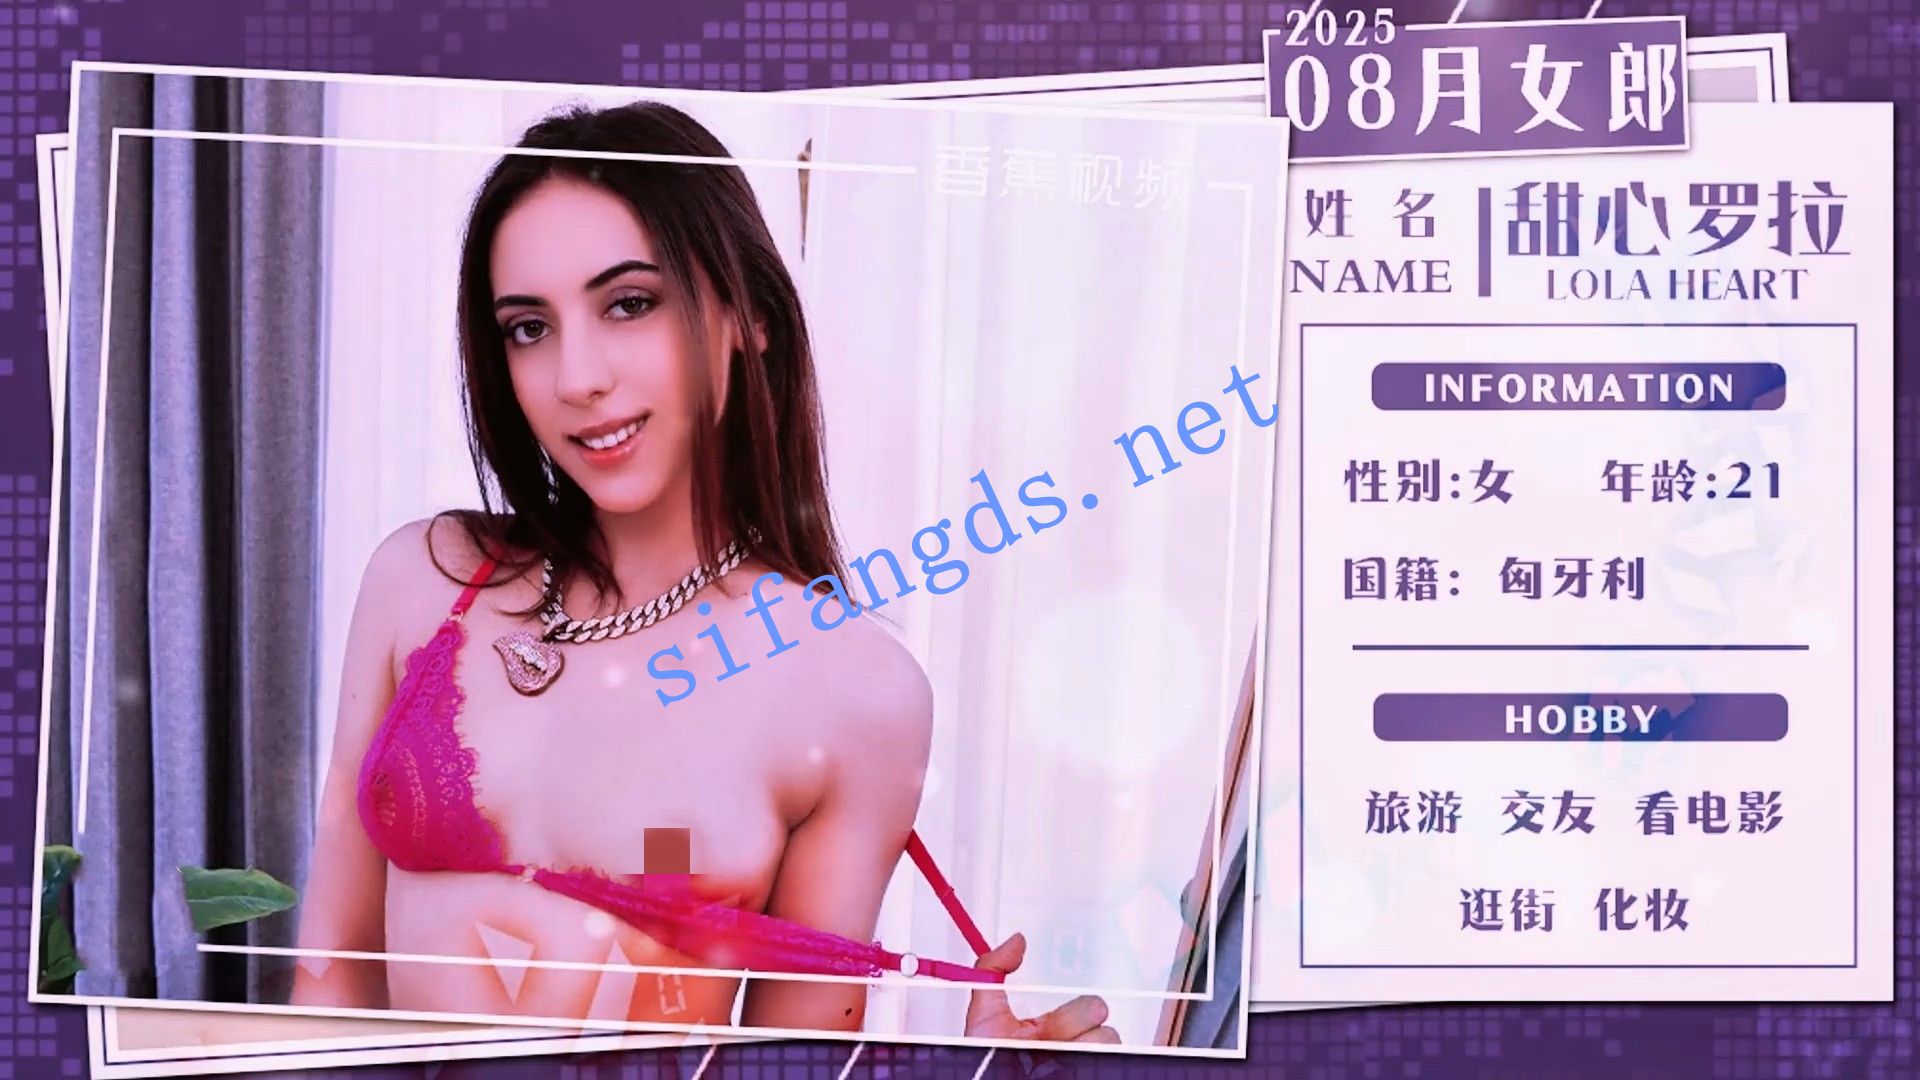 2025
08月女郎
香蕉视频
姓名
NAME
甜心罗拉
LOLA HEART
INFORMATION
性别:女 年龄:21
国籍: 匈牙利
HOBBY
旅游 交友 看电影
逛街 化妆
sifangds.net